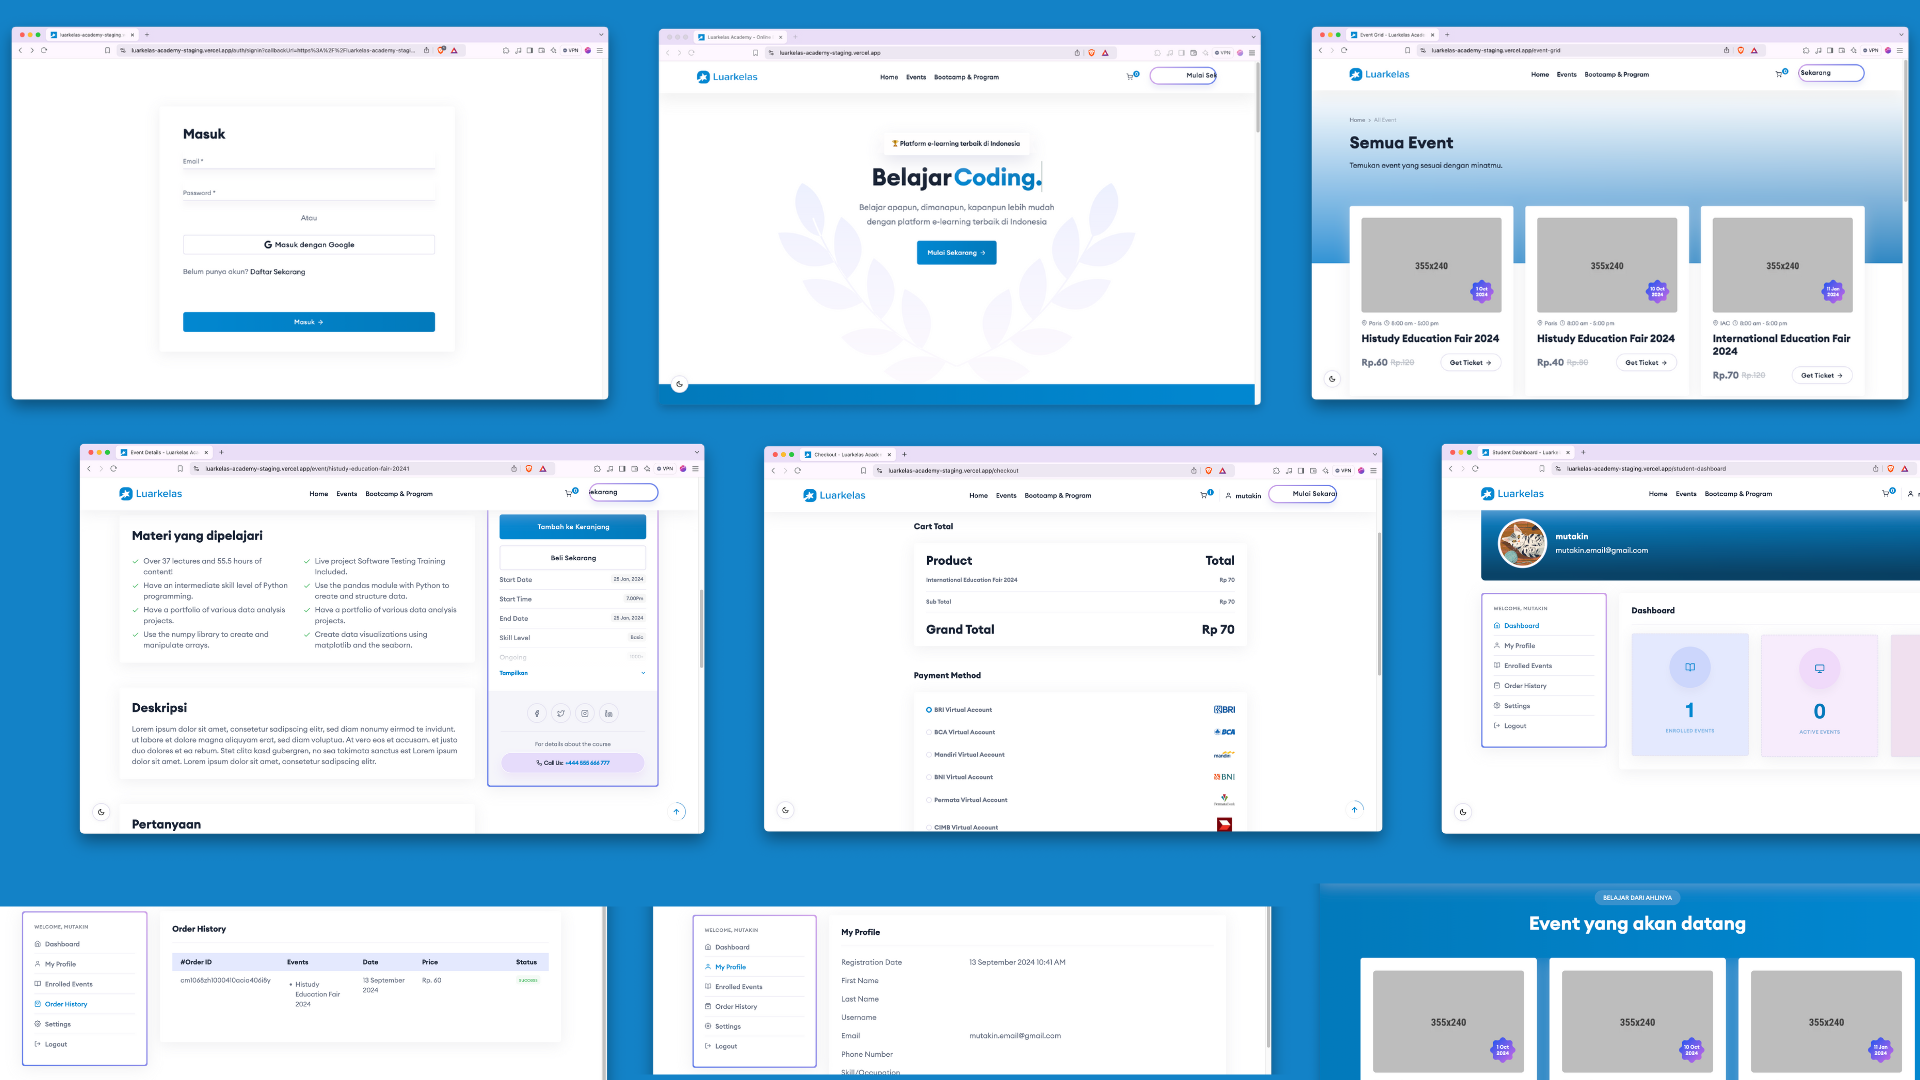 luarkelas-academy-staging
luarkelas-academy-staging.vercel.app/auth/signin?callbackUrl=https%3A%2F%2Fluarkelas-academy-stagi...
VPN
Masuk
Email *
Password *
Atau
Masuk dengan Google
Belum punya akun? Daftar Sekarang
Masuk →
Luarkelas Academy - Online
luarkelas-academy-staging.vercel.app
VPN
Luarkelas
Home Events Bootcamp & Program
0
Mulai Sek
🏆 Platform e-learning terbaik di Indonesia
Belajar Coding.
Belajar apapun, dimanapun, kapanpun lebih mudah
dengan platform e-learning terbaik di Indonesia
Mulai Sekarang →
Event Grid - Luarkelas Acade
luarkelas-academy-staging.vercel.app/event-grid
VPN
Luarkelas
Home Events Bootcamp & Program
0
Sekarang
Home > All Event
Semua Event
Temukan event yang sesuai dengan minatmu.
355x240
1 Oct
2024
Paris 8:00 am - 5:00 pm
Histudy Education Fair 2024
Rp.60 Rp.120
Get Ticket →
355x240
10 Oct
2024
Paris 8:00 am - 5:00 pm
Histudy Education Fair 2024
Rp.40 Rp.80
Get Ticket →
355x240
11 Jan
2024
IAC 8:00 am - 5:00 pm
International Education Fair
2024
Rp.70 Rp.120
Get Ticket →
Event Details - Luarkelas Aca
luarkelas-academy-staging.vercel.app/event/histudy-education-fair-20241
VPN
Luarkelas
Home Events Bootcamp & Program
0
ekarang
Materi yang dipelajari
Over 37 lectures and 55.5 hours of
content!
Have an intermediate skill level of Python
programming.
Have a portfolio of various data analysis
projects.
Use the numpy library to create and
manipulate arrays.
Live project Software Testing Training
Included.
Use the pandas module with Python to
create and structure data.
Have a portfolio of various data analysis
projects.
Create data visualizations using
matplotlib and the seaborn.
Deskripsi
Lorem ipsum dolor sit amet, consetetur sadipscing elitr, sed diam nonumy eirmod te invidunt.
ut labore et dolore magna aliquyam erat, sed diam voluptua. At vero eos et accusam. et justo
duo dolores et ea rebum. Stet clita kasd gubergren, no sea takimata sanctus est Lorem ipsum
dolor sit amet. Lorem ipsum dolor sit amet, consetetur sadipscing elitr.
Pertanyaan
Tambah ke Keranjang
Beli Sekarang
Start Date 25 Jan, 2024
Start Time 7.00Pm
End Date 25 Jan, 2024
Skill Level Basic
Ongoing
Tampilkan
For details about the course
Call Us: +444 555 666 777
Checkout - Luarkelas Acade
luarkelas-academy-staging.vercel.app/checkout
VPN
Luarkelas
Home Events Bootcamp & Program
1
mutakin
Mulai Sekara
Cart Total
Product Total
International Education Fair 2024 Rp 70
Sub Total Rp 70
Grand Total Rp 70
Payment Method
BRI Virtual Account BRI
BCA Virtual Account BCA
Mandiri Virtual Account mandiri
BNI Virtual Account BNI
Permata Virtual Account
CIMB Virtual Account
Student Dashboard - Luarke
luarkelas-academy-staging.vercel.app/student-dashboard
Luarkelas
Home Events Bootcamp & Program
0
mutakin
mutakin.email@gmail.com
WELCOME, MUTAKIN
Dashboard
My Profile
Enrolled Events
Order History
Settings
Logout
Dashboard
1
ENROLLED EVENTS
0
ACTIVE EVENTS
WELCOME, MUTAKIN
Dashboard
My Profile
Enrolled Events
Order History
Settings
Logout
Order History
#Order ID Events Date Price Status
Histudy
Education Fair
2024
13 September
2024
Rp. 60
SUCCESS
WELCOME, MUTAKIN
Dashboard
My Profile
Enrolled Events
Order History
Settings
Logout
My Profile
Registration Date 13 September 2024 10:41 AM
First Name
Last Name
Username
Email mutakin.email@gmail.com
Phone Number
Skill/Occupation
BELAJAR DARI AHLINYA
Event yang akan datang
355x240
1 Oct
2024
355x240
10 Oct
2024
355x240
11 Jan
2024